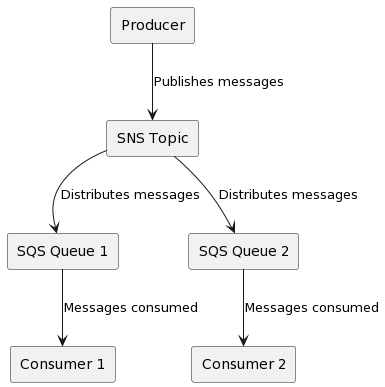 Producer
Publishes messages
SNS Topic
Distributes messages
Distributes messages
SQS Queue 1
SQS Queue 2
Messages consumed
Messages consumed
Consumer 1
Consumer 2